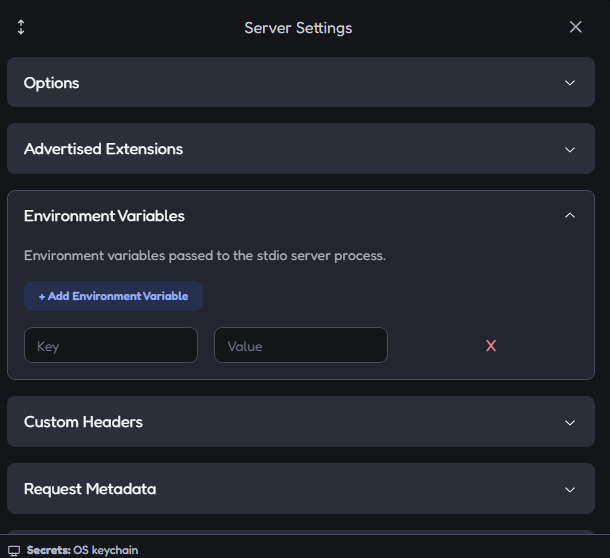 Server Settings
Options
Advertised Extensions
Environment Variables
Environment variables passed to the stdio server process.
+ Add Environment Variable
Key
Value
X
Custom Headers
Request Metadata
Secrets: OS keychain